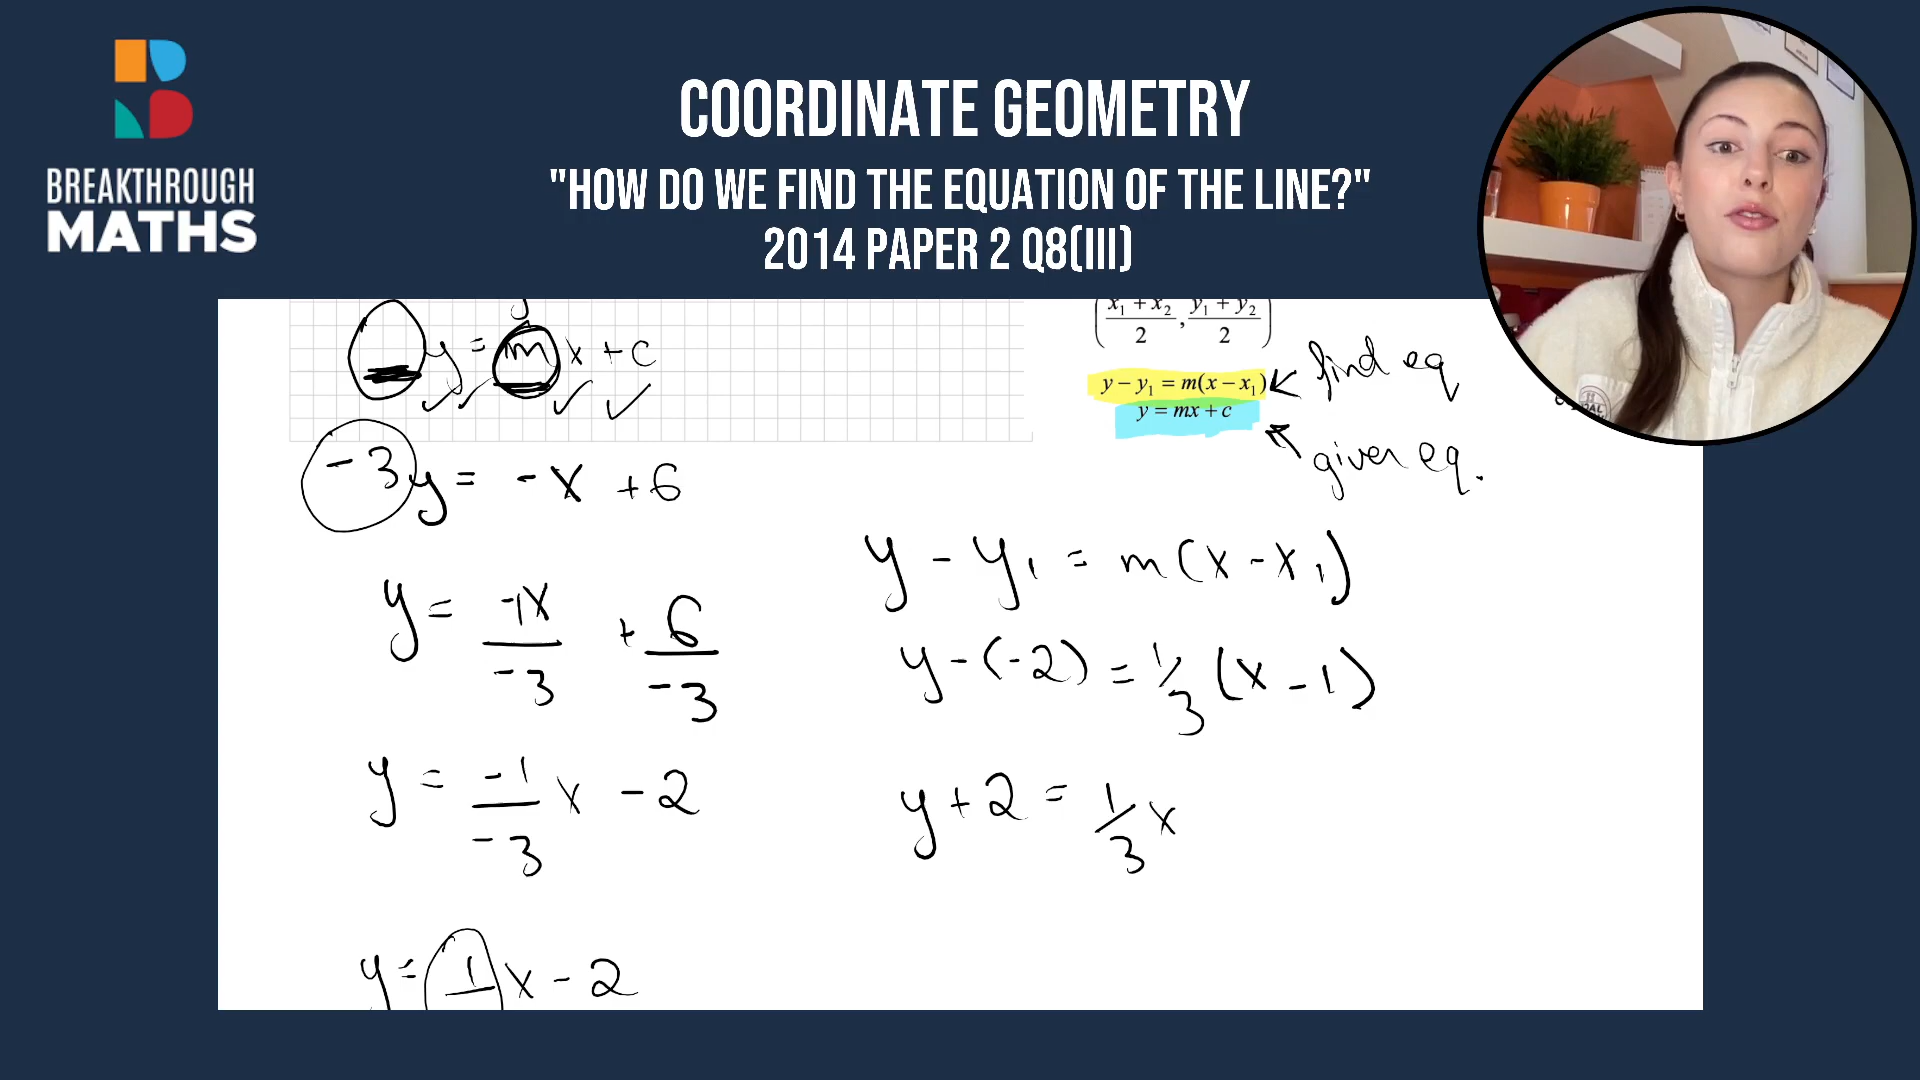 COORDINATE GEOMETRY
"HOW DO WE FIND THE EQUATION OF THE LINE?"
2014 PAPER 2 Q8(III)
BREAKTHROUGH
MATHS
y = mx + c
-3y = -x + 6
y = -1x/-3 + 6/-3
y = -1/-3 x - 2
y = 1 x - 2
(x₁ + x₂/2, y₁ + y₂/2)
y − y₁ = m(x − x₁)
y = mx + c
find eq
given eq.
y - y₁ = m(x - x₁)
y - (-2) = 1/3 (x - 1)
y + 2 = 1/3 x